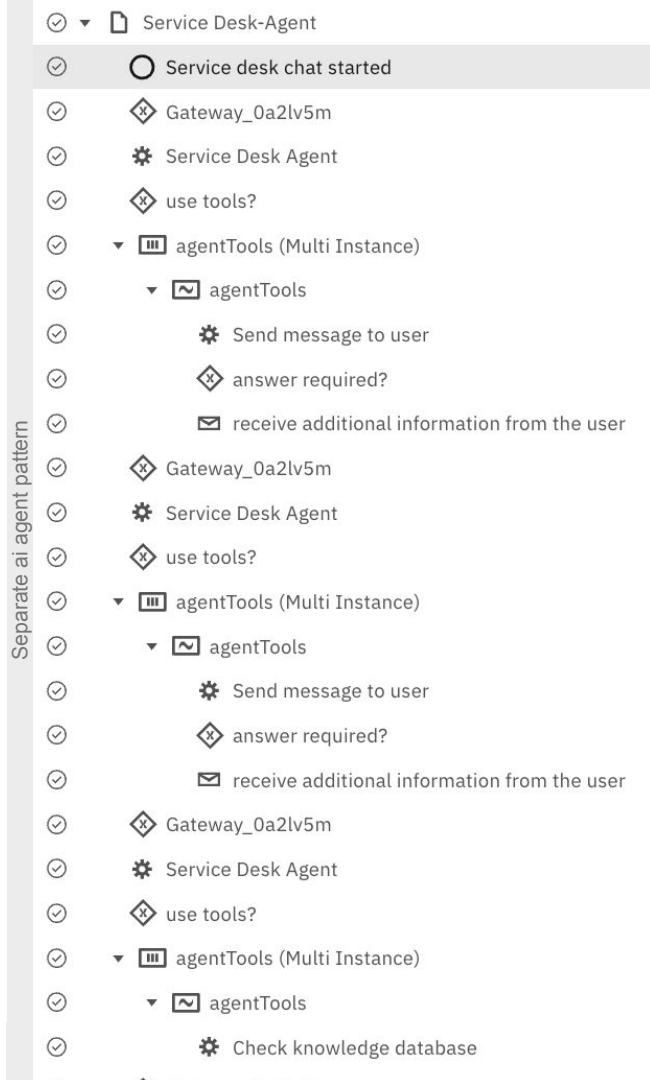 Service Desk-Agent
Service desk chat started
Gateway_0a2lv5m
Service Desk Agent
use tools?
agentTools (Multi Instance)
agentTools
Send message to user
answer required?
receive additional information from the user
Gateway_0a2lv5m
Service Desk Agent
use tools?
agentTools (Multi Instance)
agentTools
Send message to user
answer required?
receive additional information from the user
Gateway_0a2lv5m
Service Desk Agent
use tools?
agentTools (Multi Instance)
agentTools
Check knowledge database
Separate ai agent pattern